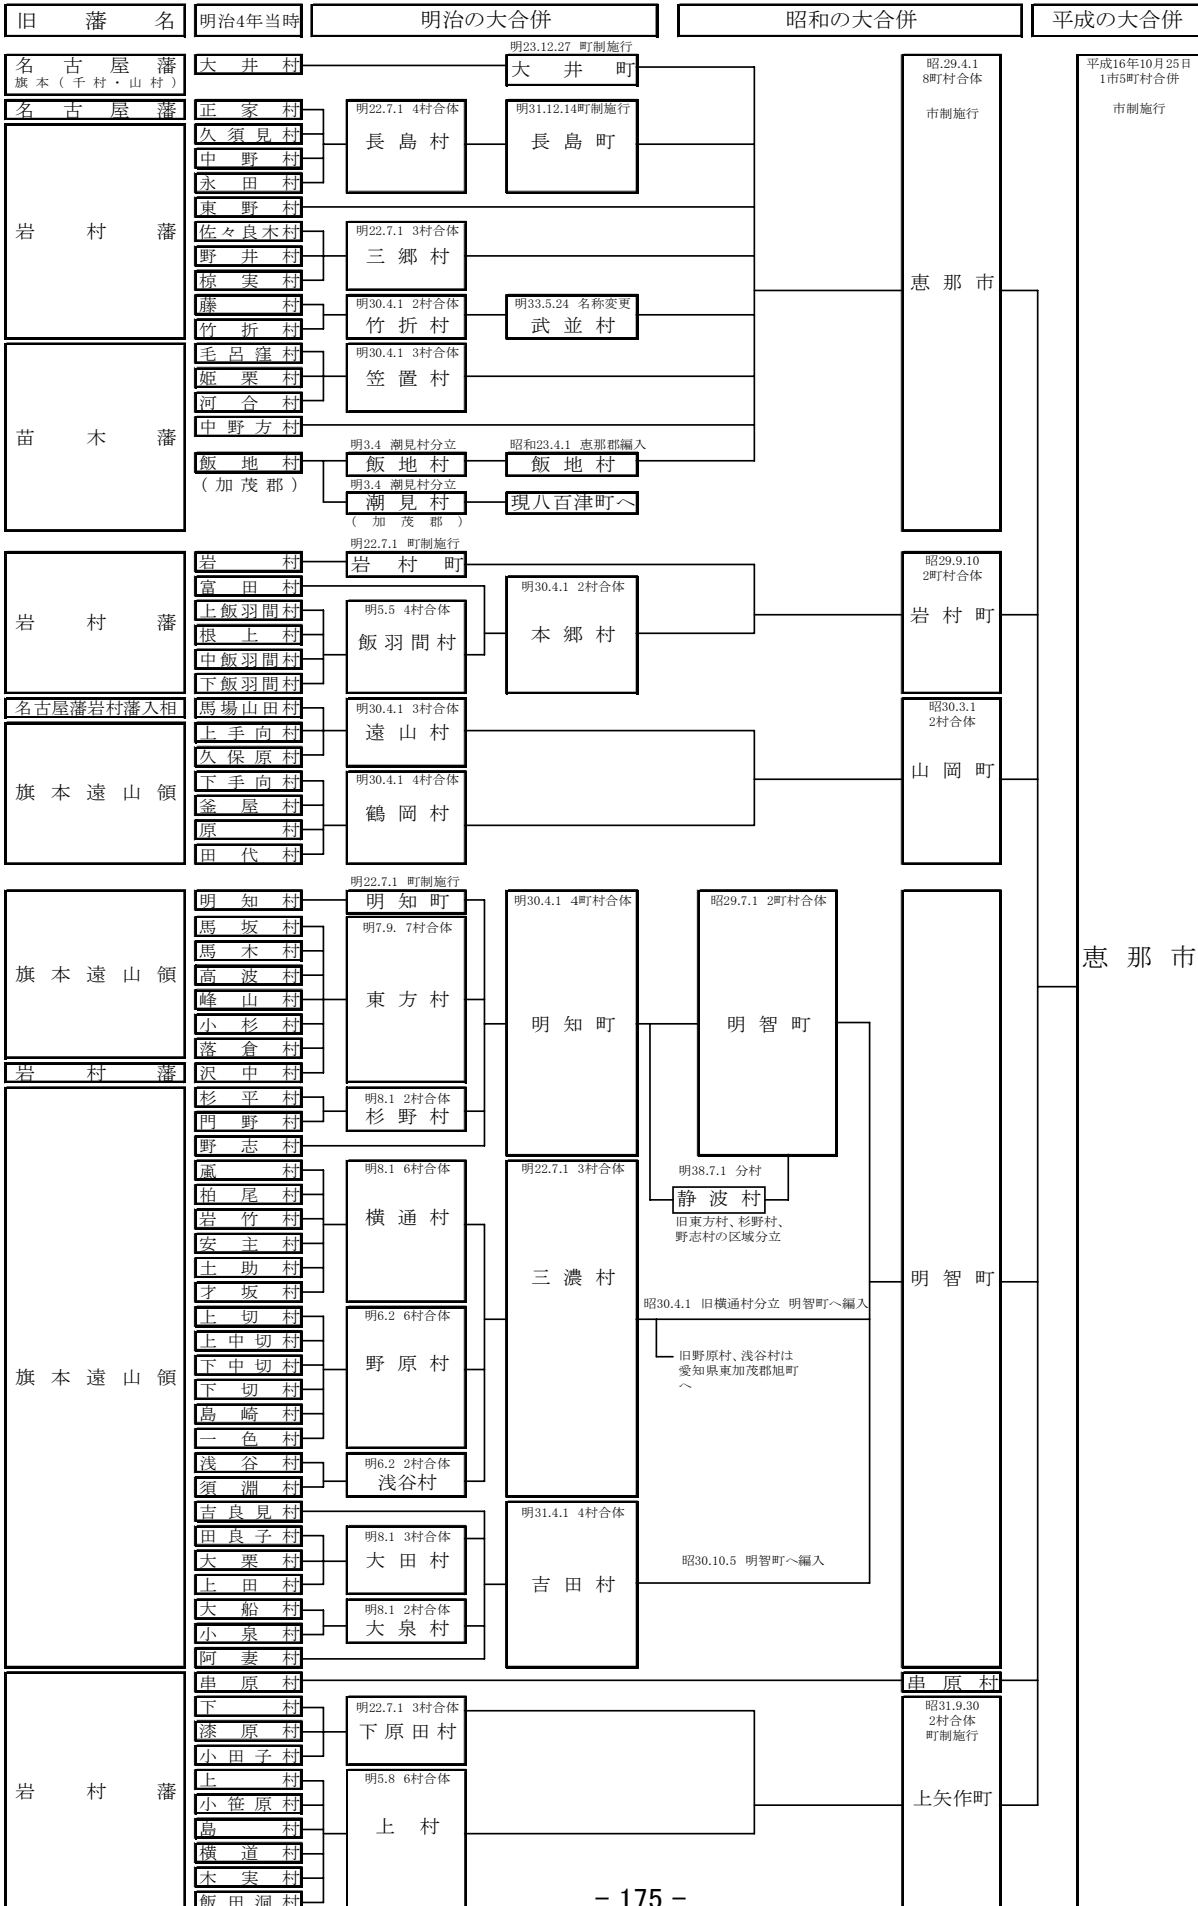 旧藩名 明治4年当時 明治の大合併 昭和の大合併 平成の大合併
名古屋藩
旗本(千村・山村)
大井村
明23.12.27 町制施行
大井町
昭.29.4.1
8町村合体
市制施行
恵那市
平成16年10月25日
1市5町村合併
市制施行
恵那市
名古屋藩
正家村
久須見村
中野村
永田村
明22.7.1 4村合体
長島村
明31.12.14町制施行
長島町
岩村藩
東野村
佐々良木村
野井村
椋実村
明22.7.1 3村合体
三郷村
藤村
竹折村
明30.4.1 2村合体
竹折村
明33.5.24 名称変更
武並村
苗木藩
毛呂窪村
姫栗村
河合村
明30.4.1 3村合体
笠置村
中野方村
飯地村
(加茂郡)
明3.4 潮見村分立
飯地村
昭和23.4.1 恵那郡編入
飯地村
明3.4 潮見村分立
潮見村
(加茂郡)
現八百津町へ
岩村藩
岩村
明22.7.1 町制施行
岩村町
富田村
上飯羽間村
根上村
中飯羽間村
下飯羽間村
明5.5 4村合体
飯羽間村
明30.4.1 2村合体
本郷村
昭29.9.10
2町村合体
岩村町
名古屋藩岩村藩入相
馬場山田村
旗本遠山領
上手向村
久保原村
明30.4.1 3村合体
遠山村
下手向村
釜屋村
原村
田代村
明30.4.1 4村合体
鶴岡村
昭30.3.1
2村合体
山岡町
旗本遠山領
明知村
明22.7.1 町制施行
明知町
馬坂村
馬木村
高波村
峰山村
小杉村
落倉村
岩村藩
沢中村
明7.9. 7村合体
東方村
旗本遠山領
杉平村
門野村
明8.1 2村合体
杉野村
野志村
明30.4.1 4町村合体
明知町
昭29.7.1 2町村合体
明智町
明38.7.1 分村
静波村
旧東方村、杉野村、
野志村の区域分立
颪村
柏尾村
岩竹村
安主村
土助村
才坂村
明8.1 6村合体
横通村
上切村
上中切村
下中切村
下切村
島崎村
一色村
明6.2 6村合体
野原村
浅谷村
須淵村
明6.2 2村合体
浅谷村
明22.7.1 3村合体
三濃村
昭30.4.1 旧横通村分立 明智町へ編入
旧野原村、浅谷村は
愛知県東加茂郡旭町
へ
明智町
吉良見村
田良子村
大栗村
上田村
明8.1 3村合体
大田村
大船村
小泉村
明8.1 2村合体
大泉村
阿妻村
明31.4.1 4村合体
吉田村
昭30.10.5 明智町へ編入
岩村藩
串原村
串原村
下村
漆原村
小田子村
明22.7.1 3村合体
下原田村
上村
小笹原村
島村
横道村
木実村
飯田洞村
明5.8 6村合体
上村
昭31.9.30
2村合体
町制施行
上矢作町
- 175 -